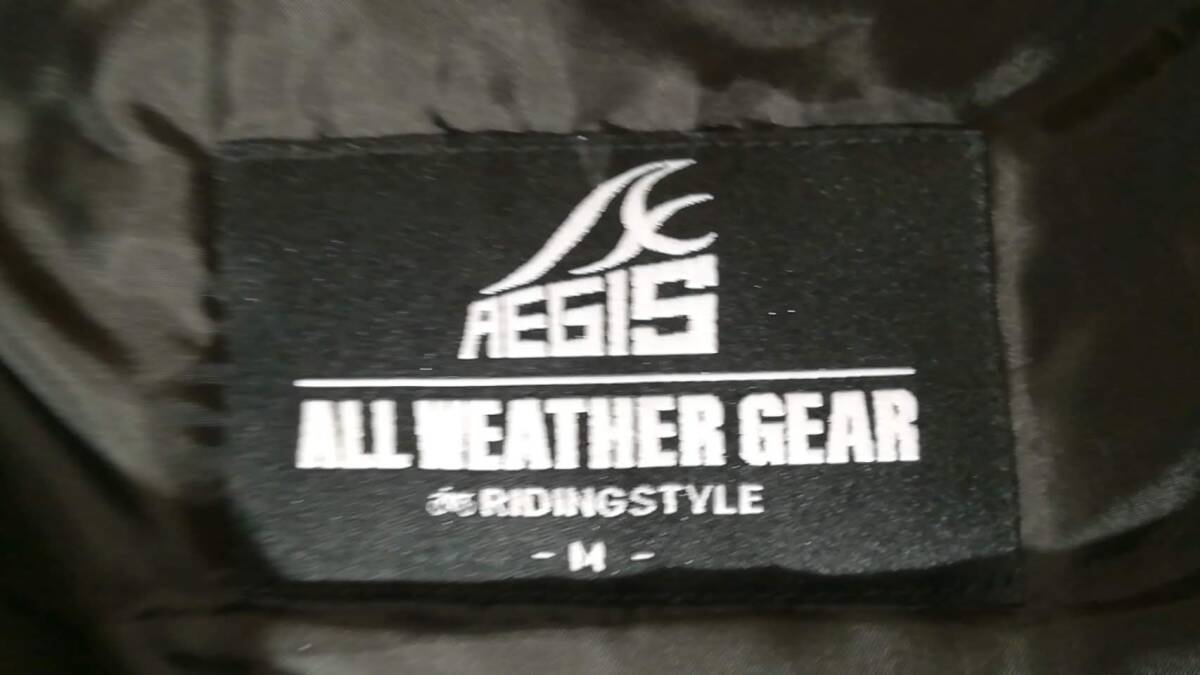 AEGIS
ALL WEATHER GEAR
RIDINGSTYLE
- M -